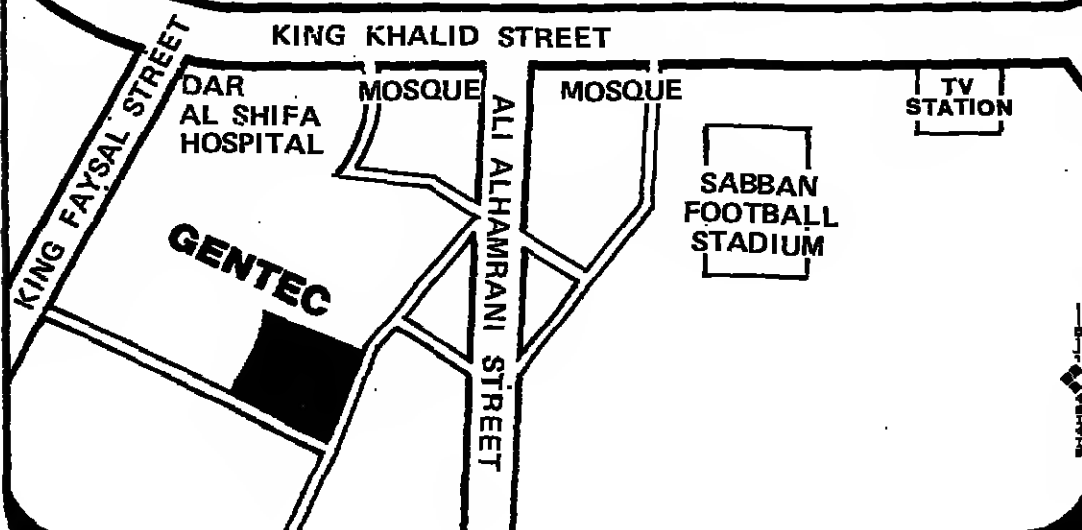 KING KHALID STREET
KING FAYSAL STREET
DAR
AL SHIFA
HOSPITAL
MOSQUE
ALI ALHAMRANI STREET
MOSQUE
TV
STATION
SABBAN
FOOTBALL
STADIUM
GENTEC